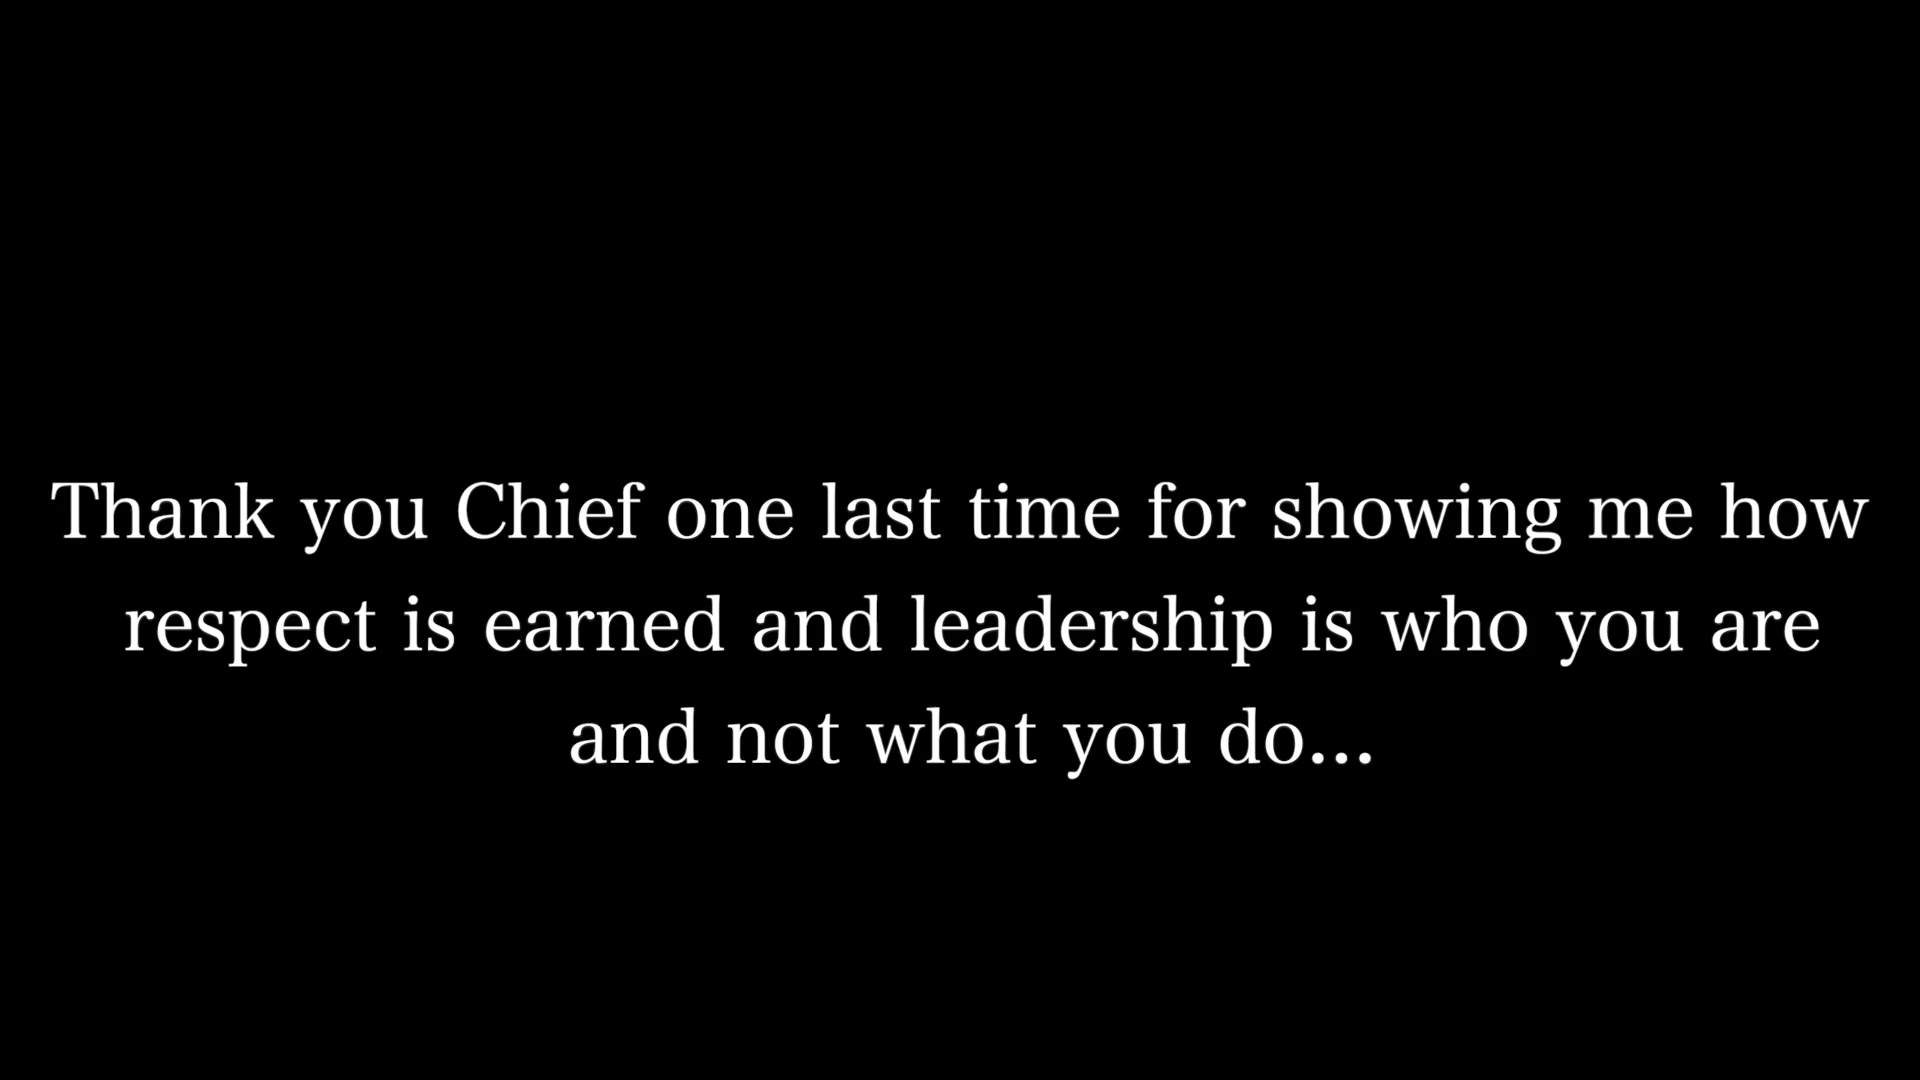 Thank you Chief one last time for showing me how
respect is earned and leadership is who you are
and not what you do...